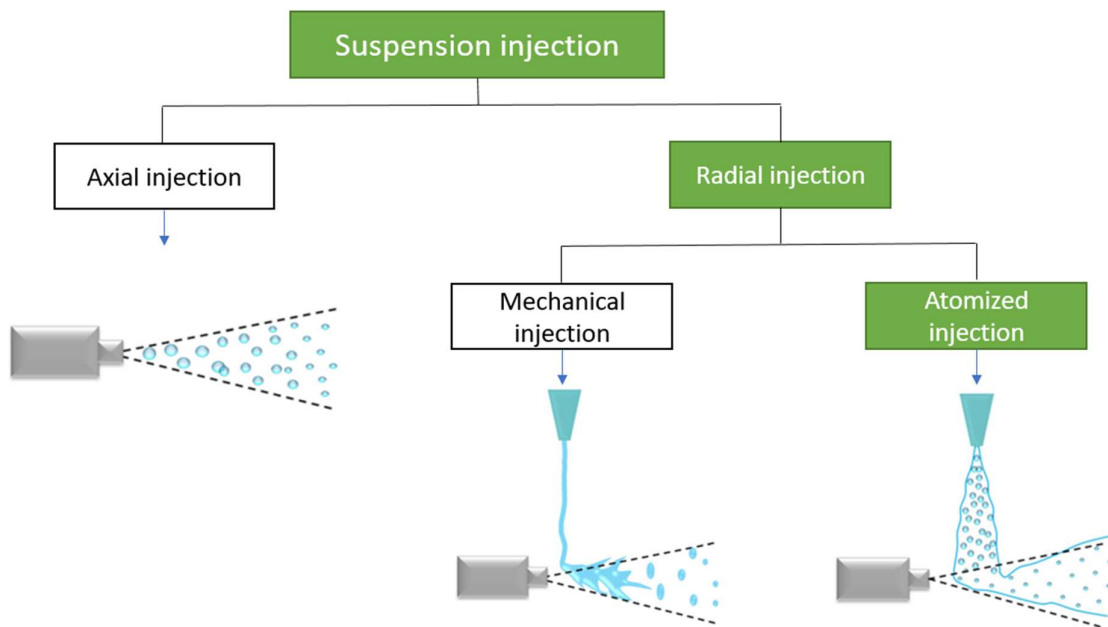 Suspension injection
Axial injection
Radial injection
Mechanical
injection
Atomized
injection